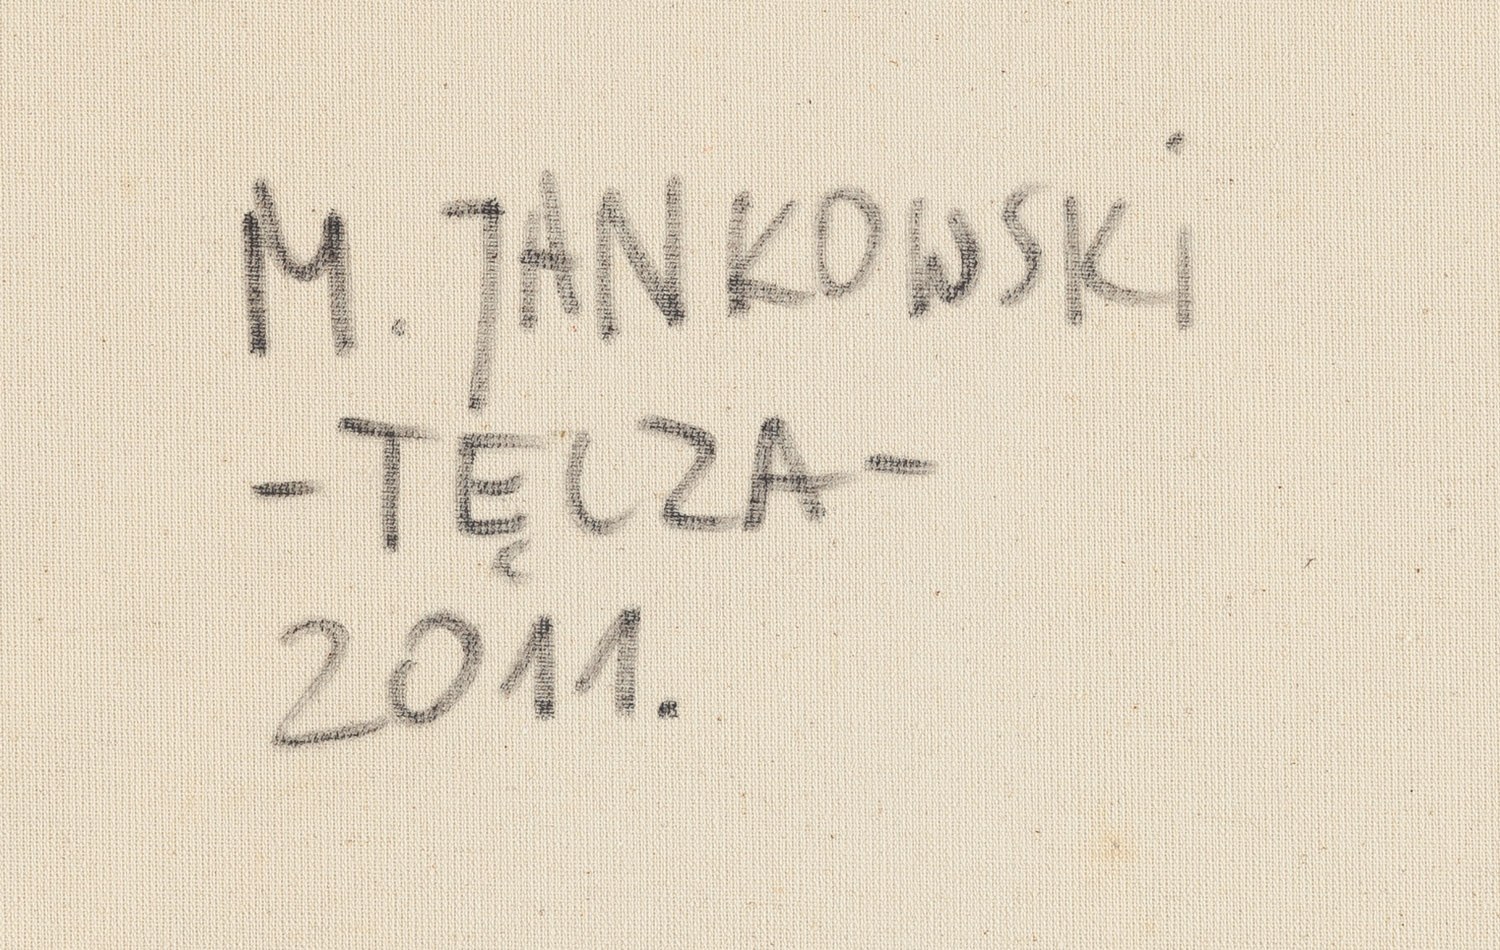 M. JANKOWSKi
-TĘCZA-
2011.